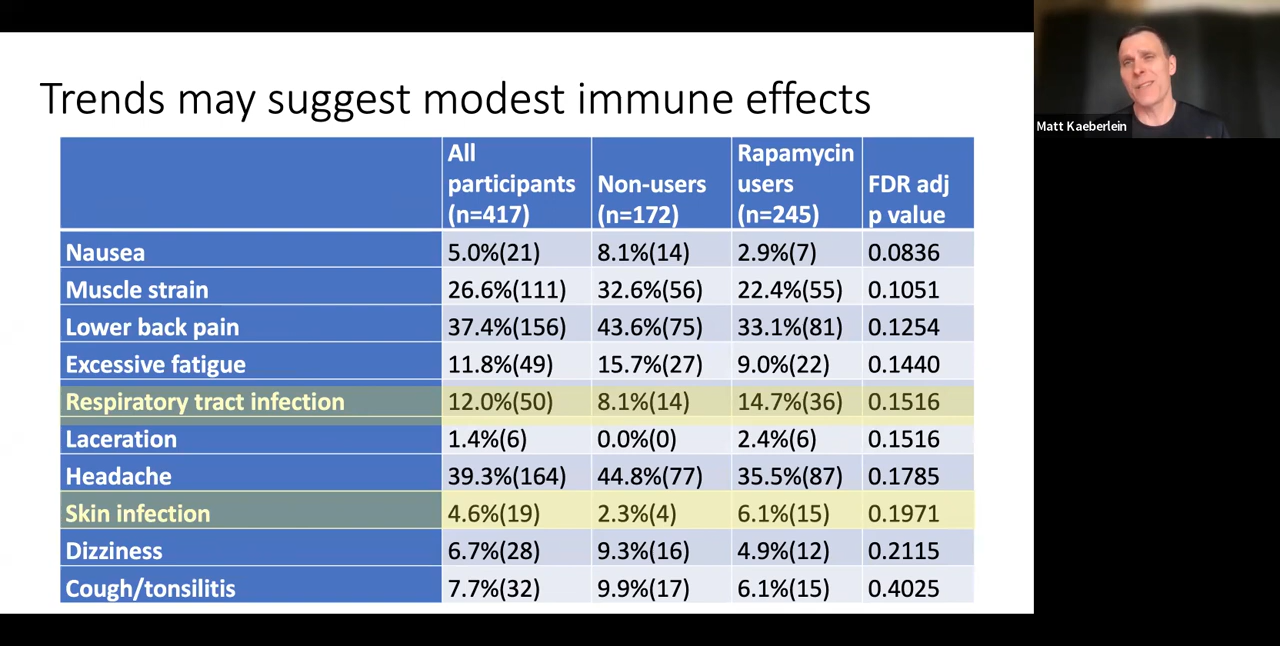 Trends may suggest modest immune effects
Matt Kaeberlein
All participants (n=417) Non-users (n=172) Rapamycin users (n=245) FDR adj p value
Nausea 5.0%(21) 8.1%(14) 2.9%(7) 0.0836
Muscle strain 26.6%(111) 32.6%(56) 22.4%(55) 0.1051
Lower back pain 37.4%(156) 43.6%(75) 33.1%(81) 0.1254
Excessive fatigue 11.8%(49) 15.7%(27) 9.0%(22) 0.1440
Respiratory tract infection 12.0%(50) 8.1%(14) 14.7%(36) 0.1516
Laceration 1.4%(6) 0.0%(0) 2.4%(6) 0.1516
Headache 39.3%(164) 44.8%(77) 35.5%(87) 0.1785
Skin infection 4.6%(19) 2.3%(4) 6.1%(15) 0.1971
Dizziness 6.7%(28) 9.3%(16) 4.9%(12) 0.2115
Cough/tonsilitis 7.7%(32) 9.9%(17) 6.1%(15) 0.4025